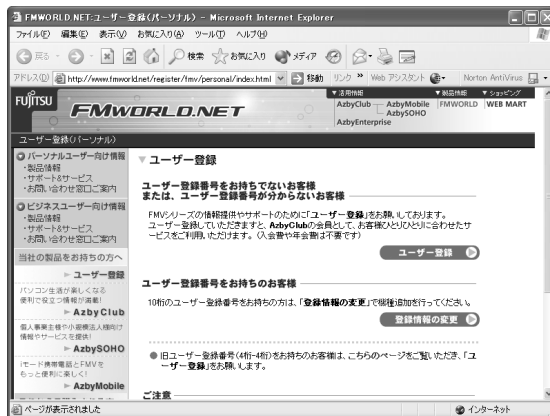 FMWORLD.NET:ユーザー登録(パーソナル) - Microsoft Internet Explorer
ファイル(F) 編集(E) 表示(V) お気に入り(A) ツール(T) ヘルプ(H)
戻る 検索 お気に入り メディア
アドレス(D) http://www.fmworld.net/register/fmv/personal/index.html 移動 リンク » Web アシスタント Norton AntiVirus
FUJITSU
FMWORLD.NET
▼活用情報 ▼製品情報 ▼ショッピング
AzbyClub AzbyMobile FMWORLD WEB MART
AzbySOHO
AzbyEnterprise
ユーザー登録(パーソナル)
パーソナルユーザー向け情報
・製品情報
・サポート&サービス
・お問い合わせ窓口ご案内
ビジネスユーザー向け情報
・製品情報
・サポート&サービス
・お問い合わせ窓口ご案内
当社の製品をお持ちの方へ
ユーザー登録
パソコン生活が楽しくなる
便利で役立つ情報が満載!
AzbyClub
個人事業主様や小規模法人様向け
情報やサービスを提供!
AzbySOHO
iモード携帯電話とFMVを
もっと便利に楽しく!
AzbyMobile
▼ ユーザー登録
ユーザー登録番号をお持ちでないお客様
または、ユーザー登録番号が分からないお客様
FMVシリーズの情報提供やサポートのために「ユーザー登録」をお願いしております。
ユーザー登録していただきますと、AzbyClubの会員として、お客様ひとりひとりに合わせたサ
ービスをご利用いただけます。(入会費や年会費は不要です)
ユーザー登録
ユーザー登録番号をお持ちのお客様
10桁のユーザー登録番号をお持ちの方は、「登録情報の変更」で機種追加を行ってください。
登録情報の変更
● 旧ユーザー登録番号(4桁-4桁)をお持ちのお客様は、こちらのページをご覧いただき、「ユ
ーザー登録」をお願いします。
ご注意
ページが表示されました インターネット